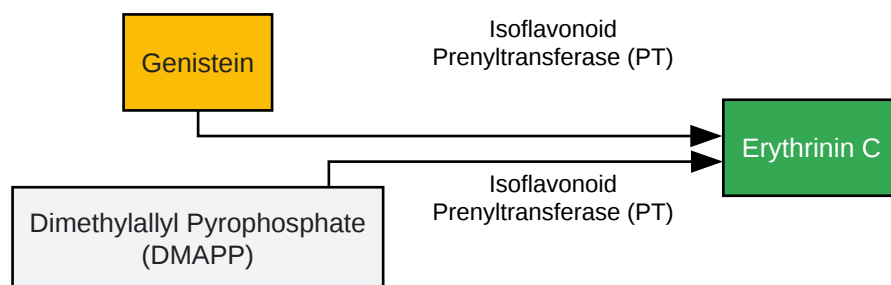 Isoflavonoid
Prenyltransferase (PT)
Genistein
Erythrinin C
Isoflavonoid
Prenyltransferase (PT)
Dimethylallyl Pyrophosphate
(DMAPP)